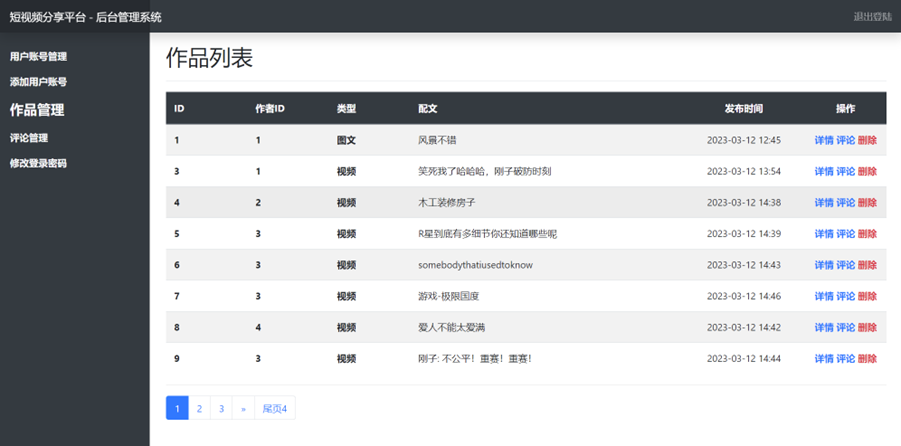 短视频分享平台 - 后台管理系统 退出登陆
用户账号管理
添加用户账号
作品管理
评论管理
修改登录密码
作品列表
ID 作者ID 类型 配文 发布时间 操作
1 1 图文 风景不错 2023-03-12 12:45 详情 评论 删除
3 1 视频 笑死我了哈哈哈，刚子破防时刻 2023-03-12 13:54 详情 评论 删除
4 2 视频 木工装修房子 2023-03-12 14:38 详情 评论 删除
5 3 视频 R星到底有多细节你还知道哪些呢 2023-03-12 14:39 详情 评论 删除
6 3 视频 somebodythatiusedtoknow 2023-03-12 14:43 详情 评论 删除
7 3 视频 游戏-极限国度 2023-03-12 14:46 详情 评论 删除
8 4 视频 爱人不能太爱满 2023-03-12 14:42 详情 评论 删除
9 3 视频 刚子: 不公平！重赛！重赛！ 2023-03-12 14:44 详情 评论 删除
1 2 3 » 尾页4